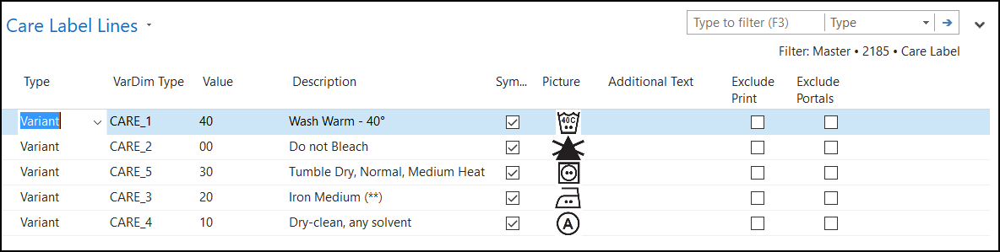 Care Label Lines
Type to filter (F3) Type
Filter: Master • 2185 • Care Label
Type VarDim Type Value Description Sym... Picture Additional Text Exclude Print Exclude Portals
Variant CARE_1 40 Wash Warm - 40° 40C
Variant CARE_2 00 Do not Bleach
Variant CARE_5 30 Tumble Dry, Normal, Medium Heat
Variant CARE_3 20 Iron Medium (**)
Variant CARE_4 10 Dry-clean, any solvent A